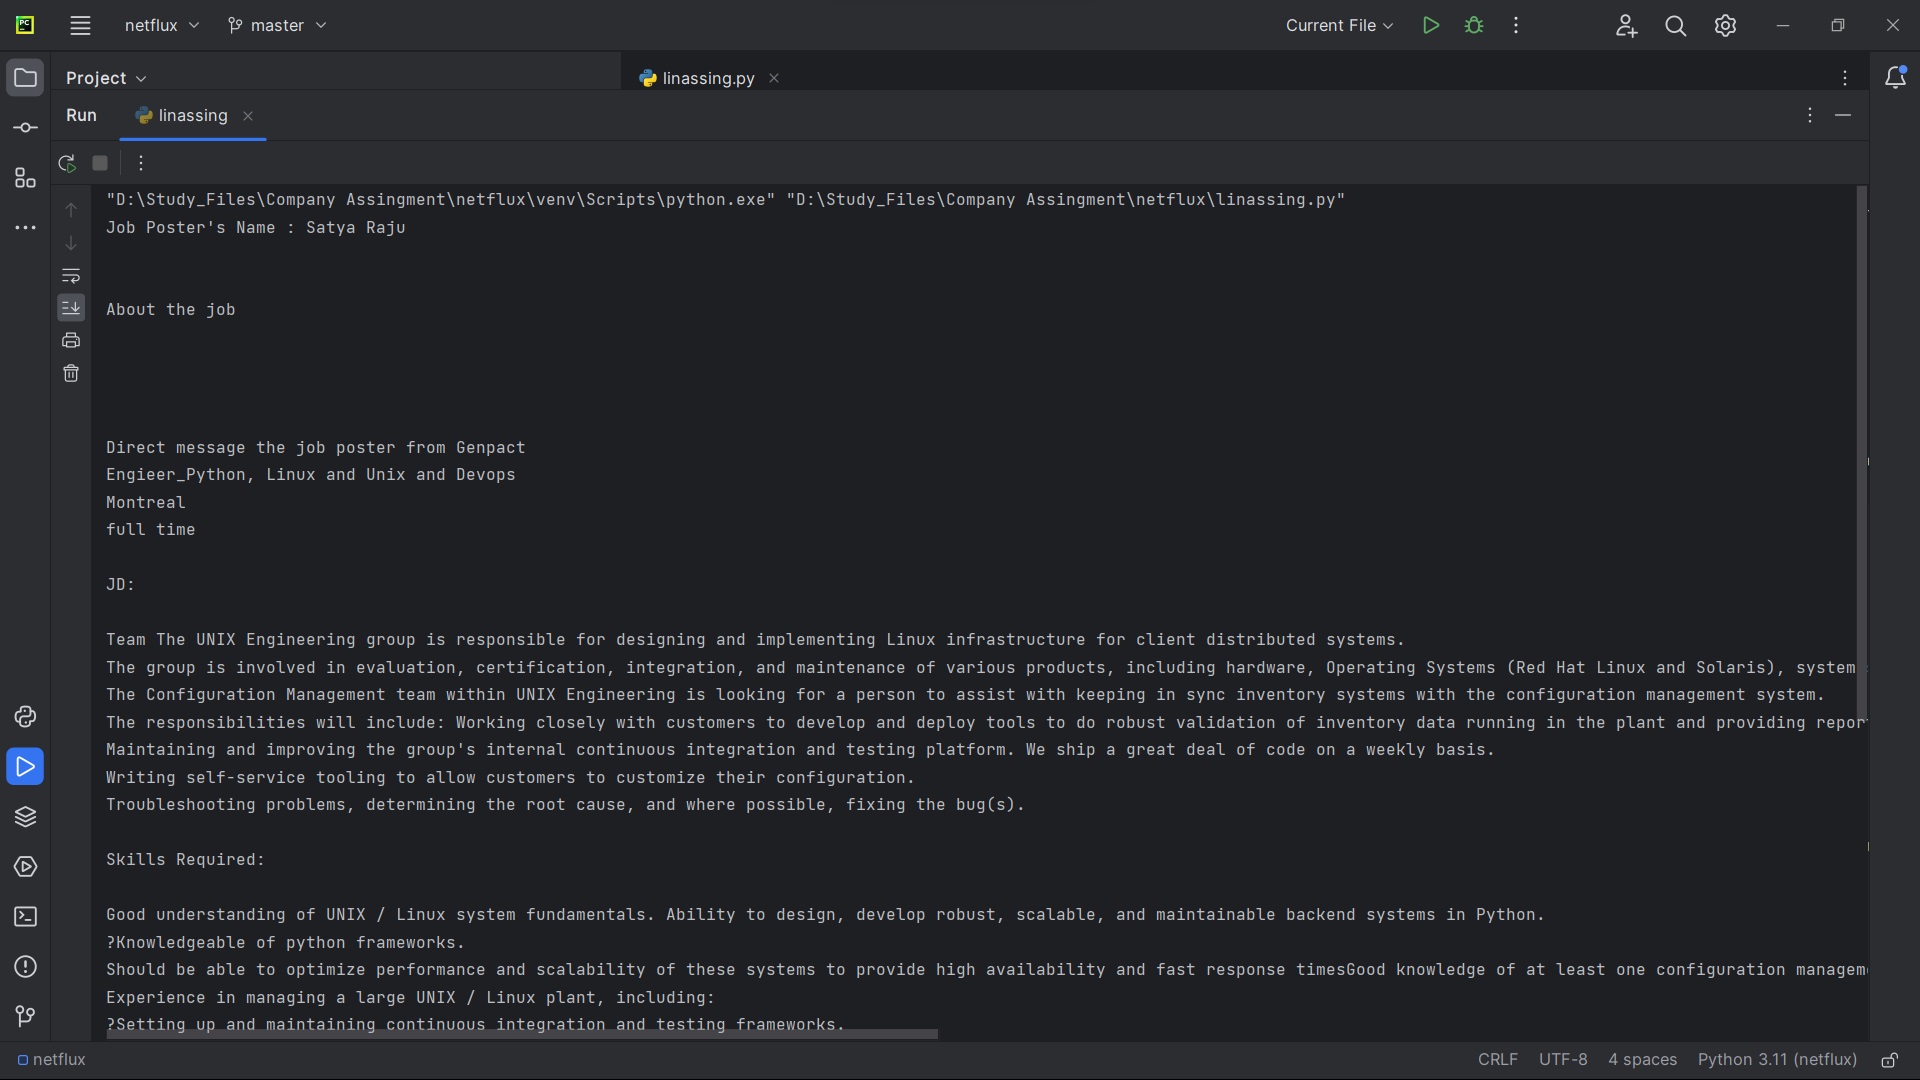 PC
netflux
master
Current File
Project
linassing.py
Run
linassing
"D:\Study_Files\Company Assingment\netflux\venv\Scripts\python.exe" "D:\Study_Files\Company Assingment\netflux\linassing.py"
Job Poster's Name : Satya Raju
About the job
Direct message the job poster from Genpact
Engieer_Python, Linux and Unix and Devops
Montreal
full time
JD:
Team The UNIX Engineering group is responsible for designing and implementing Linux infrastructure for client distributed systems.
The group is involved in evaluation, certification, integration, and maintenance of various products, including hardware, Operating Systems (Red Hat Linux and Solaris), system
The Configuration Management team within UNIX Engineering is looking for a person to assist with keeping in sync inventory systems with the configuration management system.
The responsibilities will include: Working closely with customers to develop and deploy tools to do robust validation of inventory data running in the plant and providing repor
Maintaining and improving the group's internal continuous integration and testing platform. We ship a great deal of code on a weekly basis.
Writing self-service tooling to allow customers to customize their configuration.
Troubleshooting problems, determining the root cause, and where possible, fixing the bug(s).
Skills Required:
Good understanding of UNIX / Linux system fundamentals. Ability to design, develop robust, scalable, and maintainable backend systems in Python.
?Knowledgeable of python frameworks.
Should be able to optimize performance and scalability of these systems to provide high availability and fast response timesGood knowledge of at least one configuration managem
Experience in managing a large UNIX / Linux plant, including:
?Setting up and maintaining continuous integration and testing frameworks.
netflux
CRLF
UTF-8
4 spaces
Python 3.11 (netflux)